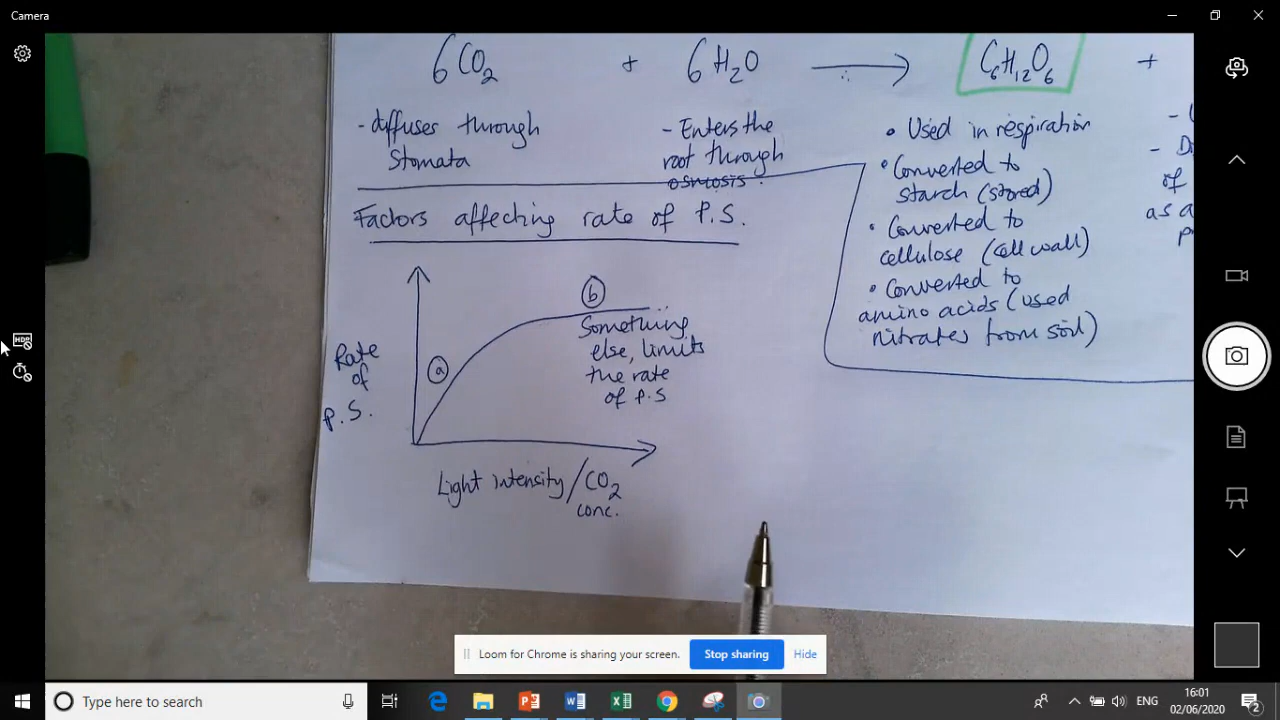 Camera
6CO2 + 6H2O → C6H12O6 +
- diffuses through
Stomata
- Enters the
root through
osmosis.
• Used in respiration
• Converted to
starch (stored)
• Converted to
cellulose (cell wall)
• Converted to
amino acids (used
nitrates from soil)
of
as a
Factors affecting rate of P.S.
Rate
of
P.S.
a
b
Something
else, limits
the rate
of P.S
Light intensity/CO2
conc.
Loom for Chrome is sharing your screen.
Stop sharing
Hide
Type here to search
ENG
16:01
02/06/2020
2